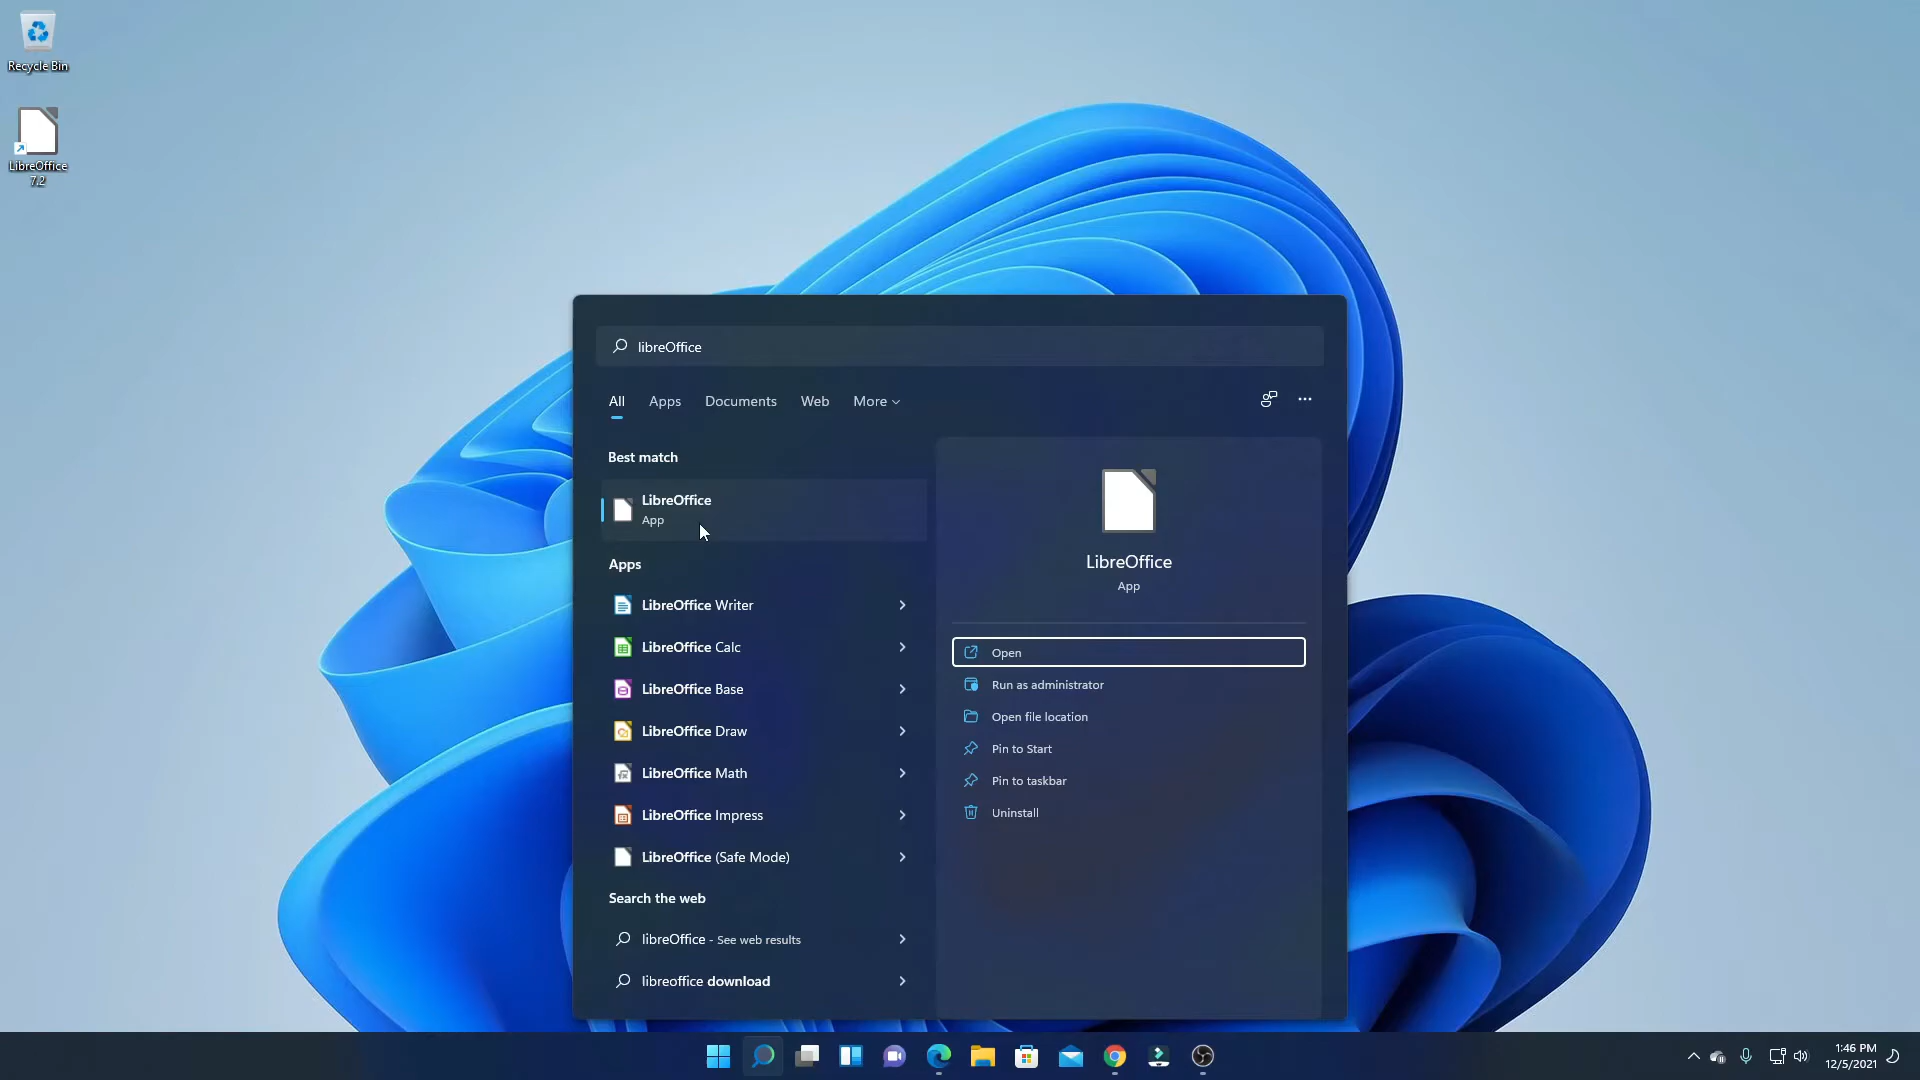 Recycle Bin
LibreOffice
7.2
libreOffice
All
Apps
Documents
Web
More
Best match
LibreOffice
App
Apps
LibreOffice Writer
LibreOffice Calc
LibreOffice Base
LibreOffice Draw
LibreOffice Math
LibreOffice Impress
LibreOffice (Safe Mode)
Search the web
libreOffice - See web results
libreoffice download
LibreOffice
App
Open
Run as administrator
Open file location
Pin to Start
Pin to taskbar
Uninstall
1:46 PM
12/5/2021